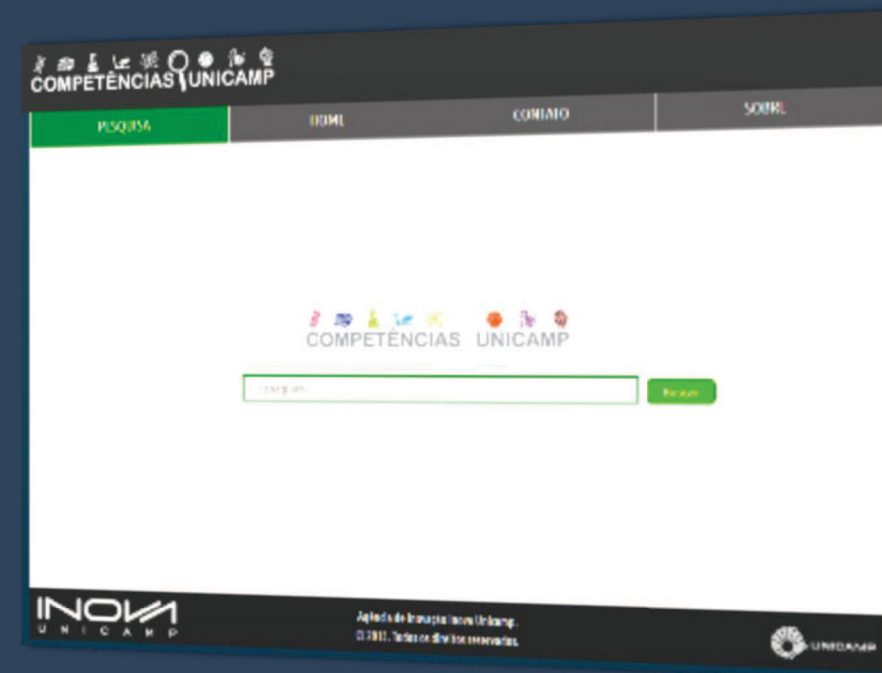 COMPETÊNCIAS UNICAMP
PESQUISA HOME CONTATO SOBRE
COMPETÊNCIAS UNICAMP
INOVA
UNICAMP
Agência de Inovação Inova Unicamp.
Todos os direitos reservados.
UNICAMP